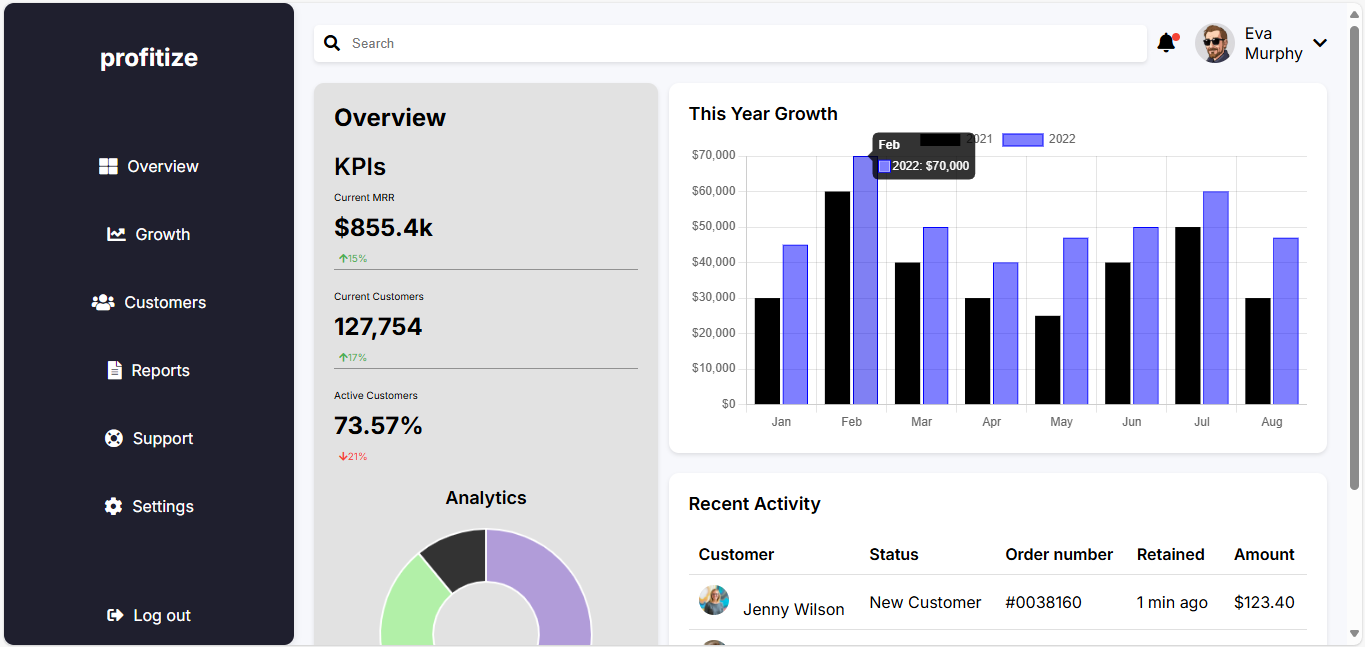 profitize
Overview
Growth
Customers
Reports
Support
Settings
Log out
Search
Eva
Murphy
Overview
KPIs
Current MRR
$855.4k
15%
Current Customers
127,754
17%
Active Customers
73.57%
21%
Analytics
This Year Growth
2021 2022
Feb
2022: $70,000
$70,000
$60,000
$50,000
$40,000
$30,000
$20,000
$10,000
$0
Jan Feb Mar Apr May Jun Jul Aug
Recent Activity
Customer Status Order number Retained Amount
Jenny Wilson New Customer #0038160 1 min ago $123.40